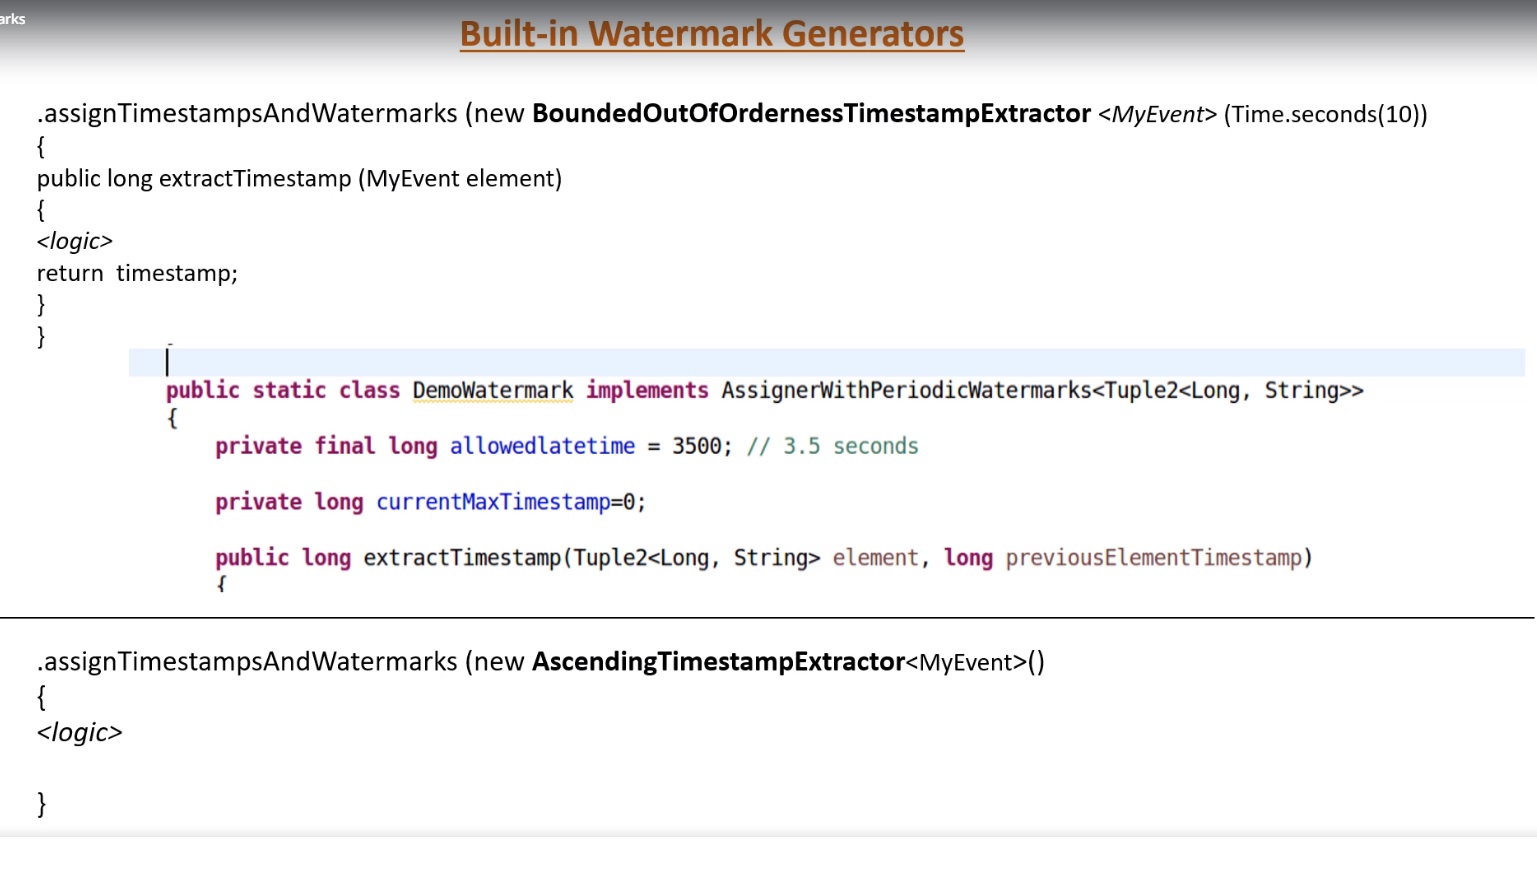 arks
Built-in Watermark Generators
.assignTimestampsAndWatermarks (new BoundedOutOfOrdernessTimestampExtractor <MyEvent> (Time.seconds(10))
{
public long extractTimestamp (MyEvent element)
{
<logic>
return timestamp;
}
}
public static class DemoWatermark implements AssignerWithPeriodicWatermarks<Tuple2<Long, String>>
{
private final long allowedlatetime = 3500; // 3.5 seconds
private long currentMaxTimestamp=0;
public long extractTimestamp(Tuple2<Long, String> element, long previousElementTimestamp)
{
.assignTimestampsAndWatermarks (new AscendingTimestampExtractor<MyEvent>()
{
<logic>
}